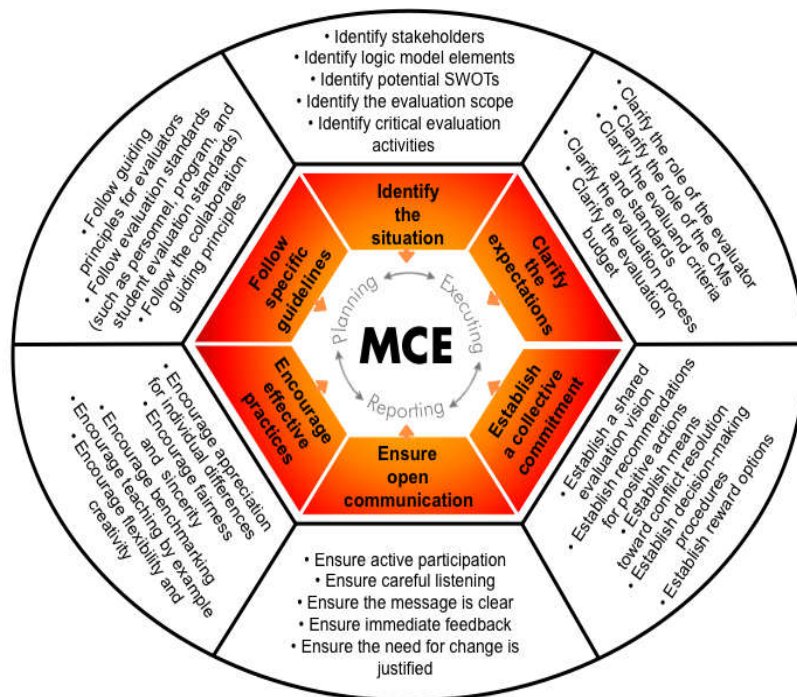 • Identify stakeholders
• Identify logic model elements
• Identify potential SWOTs
• Identify the evaluation scope
• Identify critical evaluation
activities
• Clarify the role of the evaluator
• Clarify the role of the CMs
• Clarify the evaluand criteria
and standards
• Clarify the evaluation process
• Clarify the evaluation
budget
• Establish a shared
evaluation vision
• Establish recommendations
for positive actions
• Establish means
toward conflict resolution
• Establish decision-making
procedures
• Establish reward options
• Ensure active participation
• Ensure careful listening
• Ensure the message is clear
• Ensure immediate feedback
• Ensure the need for change is
justified
• Encourage appreciation
for individual differences
• Encourage fairness
and sincerity
• Encourage benchmarking
• Encourage teaching by example
• Encourage flexibility and
creativity
• Follow guiding
principles for evaluators
• Follow evaluation standards
(such as personnel, program, and
student evaluation standards)
• Follow the collaboration
guiding principles
Identify
the
situation
Clarify
the
expectations
Establish
a collective
commitment
Ensure
open
communication
Encourage
effective
practices
Follow
specific
guidelines
Planning
Executing
Reporting
MCE